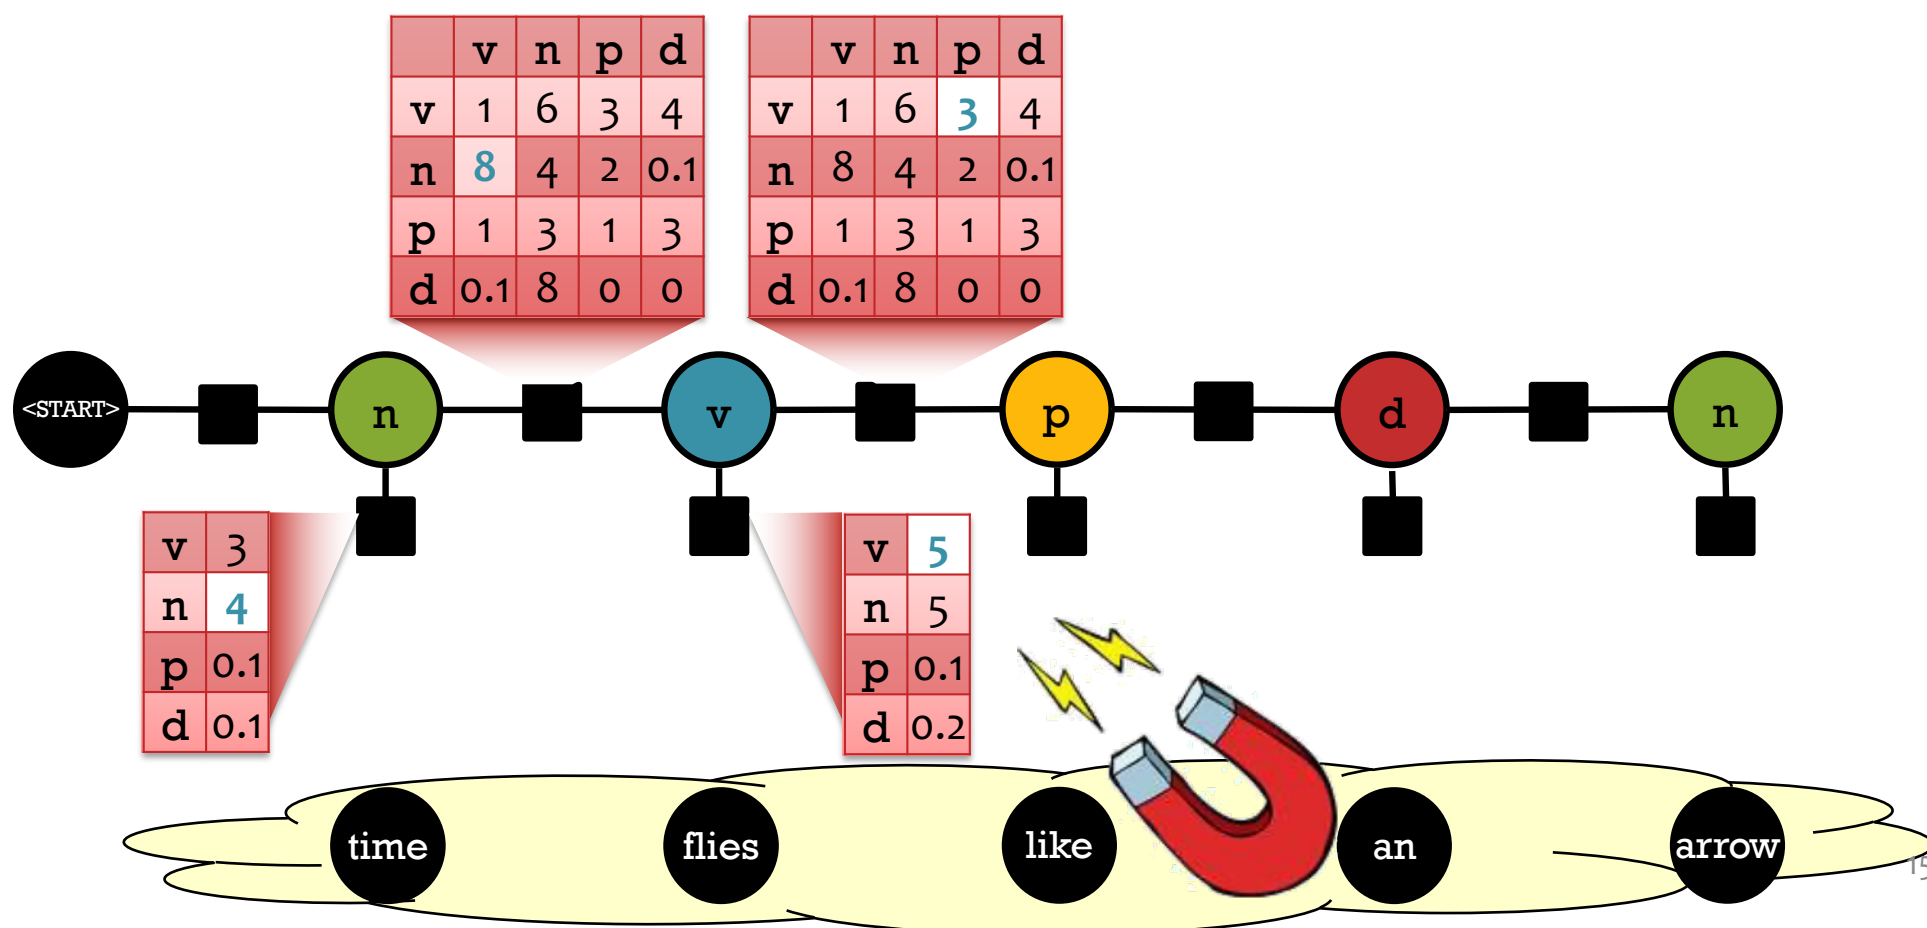 v n p d
v 1 6 3 4
n 8 4 2 0.1
p 1 3 1 3
d 0.1 8 0 0
v n p d
v 1 6 3 4
n 8 4 2 0.1
p 1 3 1 3
d 0.1 8 0 0
<START> n v p d n
v 3
n 4
p 0.1
d 0.1
v 5
n 5
p 0.1
d 0.2
time flies like an arrow
15